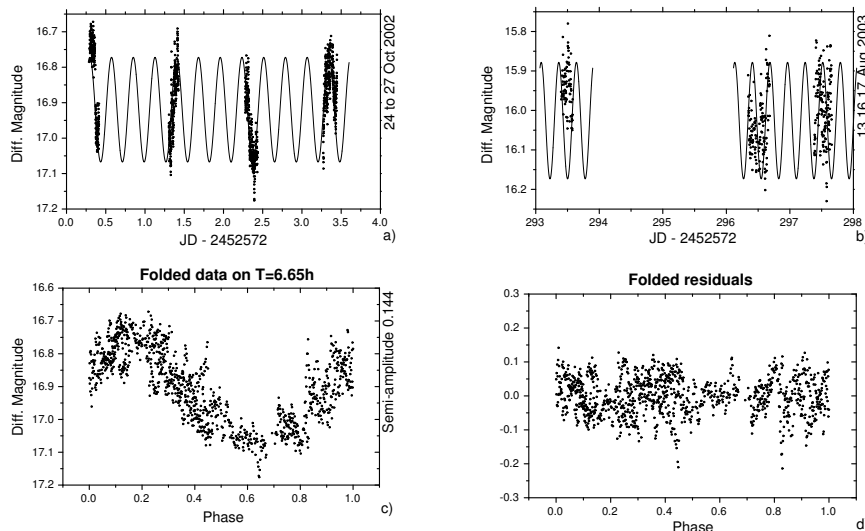 16.7
16.8
16.9
17.0
17.1
17.2
0.0 0.5 1.0 1.5 2.0 2.5 3.0 3.5 4.0
Diff. Magnitude
JD - 2452572
24 to 27 Oct 2002
a)
15.8
15.9
16.0
16.1
16.2
293 294 295 296 297 298
Diff. Magnitude
JD - 2452572
13,16,17 Aug 2003
b)
Folded data on T=6.65h
16.6
16.7
16.8
16.9
17.0
17.1
17.2
0.0 0.2 0.4 0.6 0.8 1.0
Diff. Magnitude
Phase
Semi-amplitude 0.144
c)
Folded residuals
0.3
0.2
0.1
0.0
-0.1
-0.2
-0.3
0.0 0.2 0.4 0.6 0.8 1.0
Phase
d